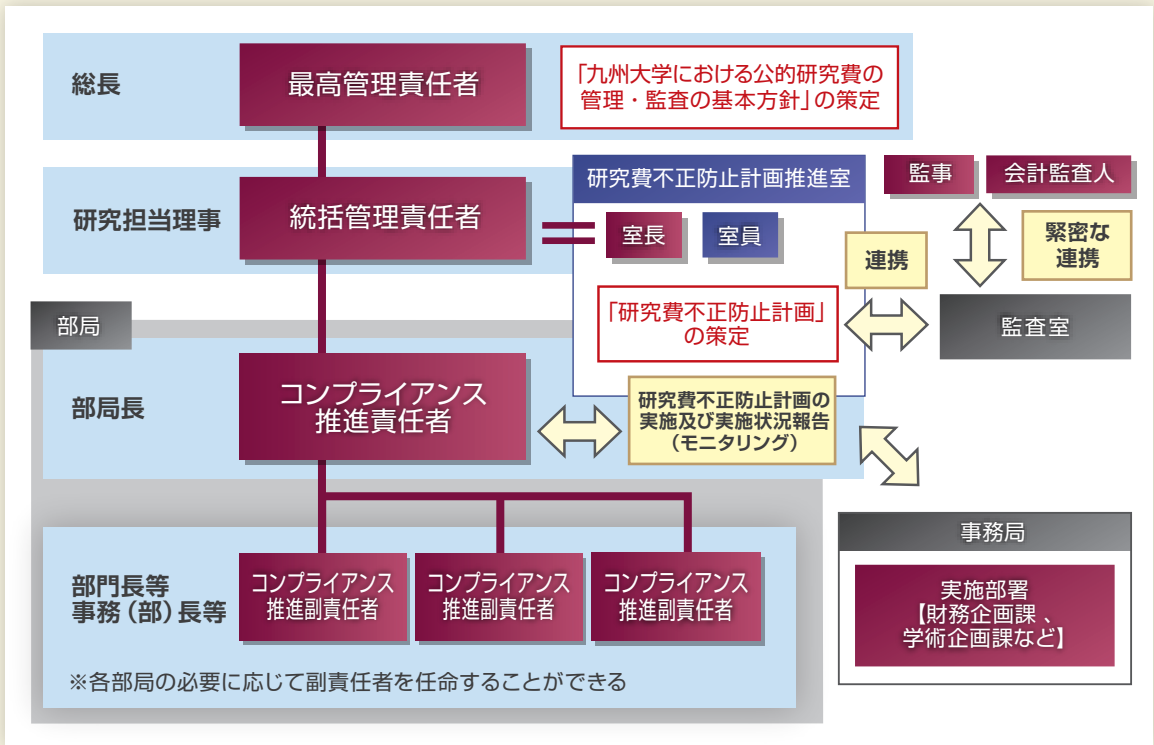 総長
最高管理責任者
「九州大学における公的研究費の
管理・監査の基本方針」の策定
研究担当理事
統括管理責任者
研究費不正防止計画推進室
室長
室員
「研究費不正防止計画」
の策定
監事
会計監査人
連携
緊密な
連携
監査室
部局
部局長
コンプライアンス
推進責任者
研究費不正防止計画の
実施及び実施状況報告
(モニタリング)
事務局
実施部署
【財務企画課、
学術企画課など】
部門長等
事務(部)長等
コンプライアンス
推進副責任者
コンプライアンス
推進副責任者
コンプライアンス
推進副責任者
※各部局の必要に応じて副責任者を任命することができる